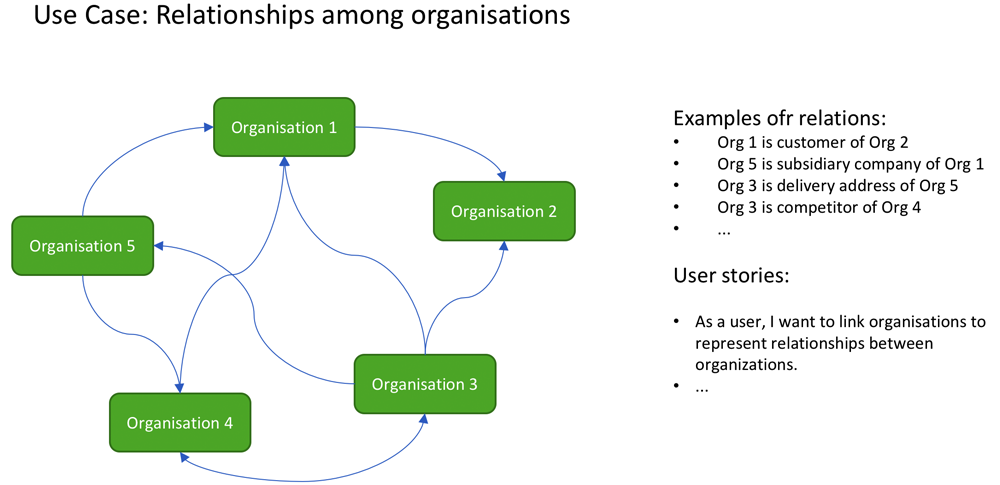 Use Case: Relationships among organisations
Organisation 1
Organisation 2
Organisation 5
Organisation 3
Organisation 4
Examples ofr relations:
• Org 1 is customer of Org 2
• Org 5 is subsidiary company of Org 1
• Org 3 is delivery address of Org 5
• Org 3 is competitor of Org 4
• ...
User stories:
• As a user, I want to link organisations to
represent relationships between
organizations.
• ...